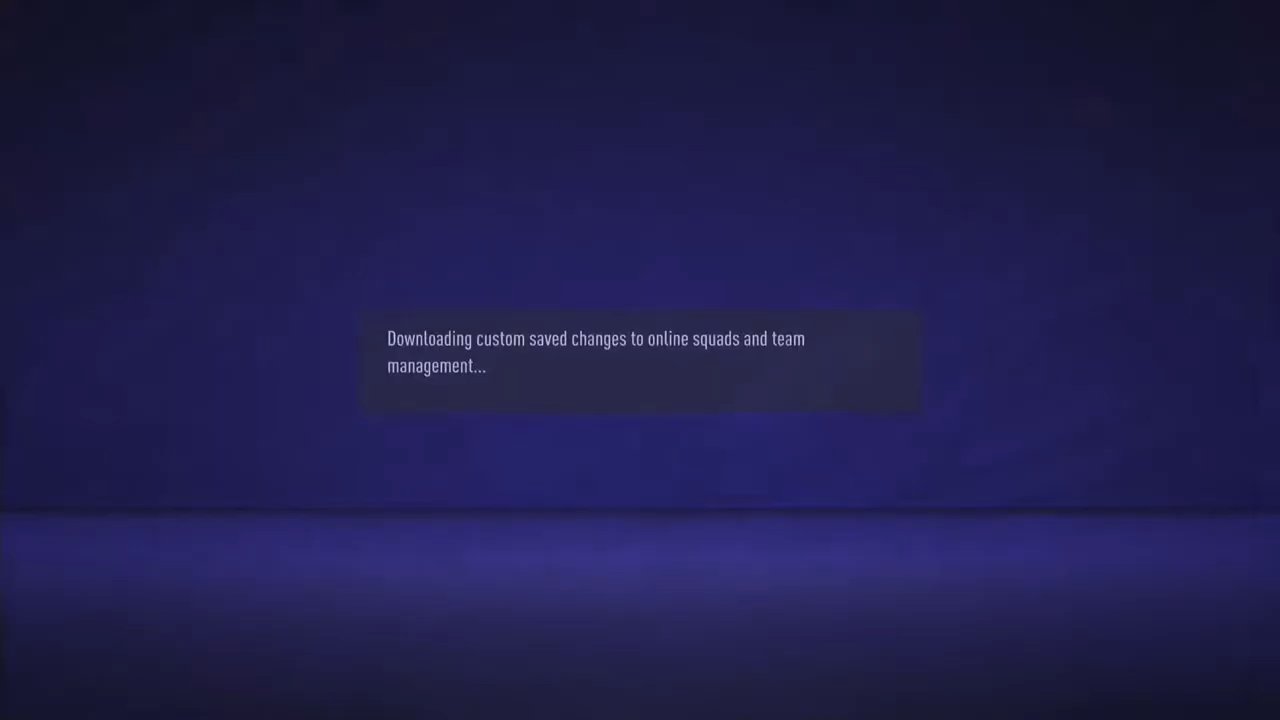 Downloading custom saved changes to online squads and team
management...